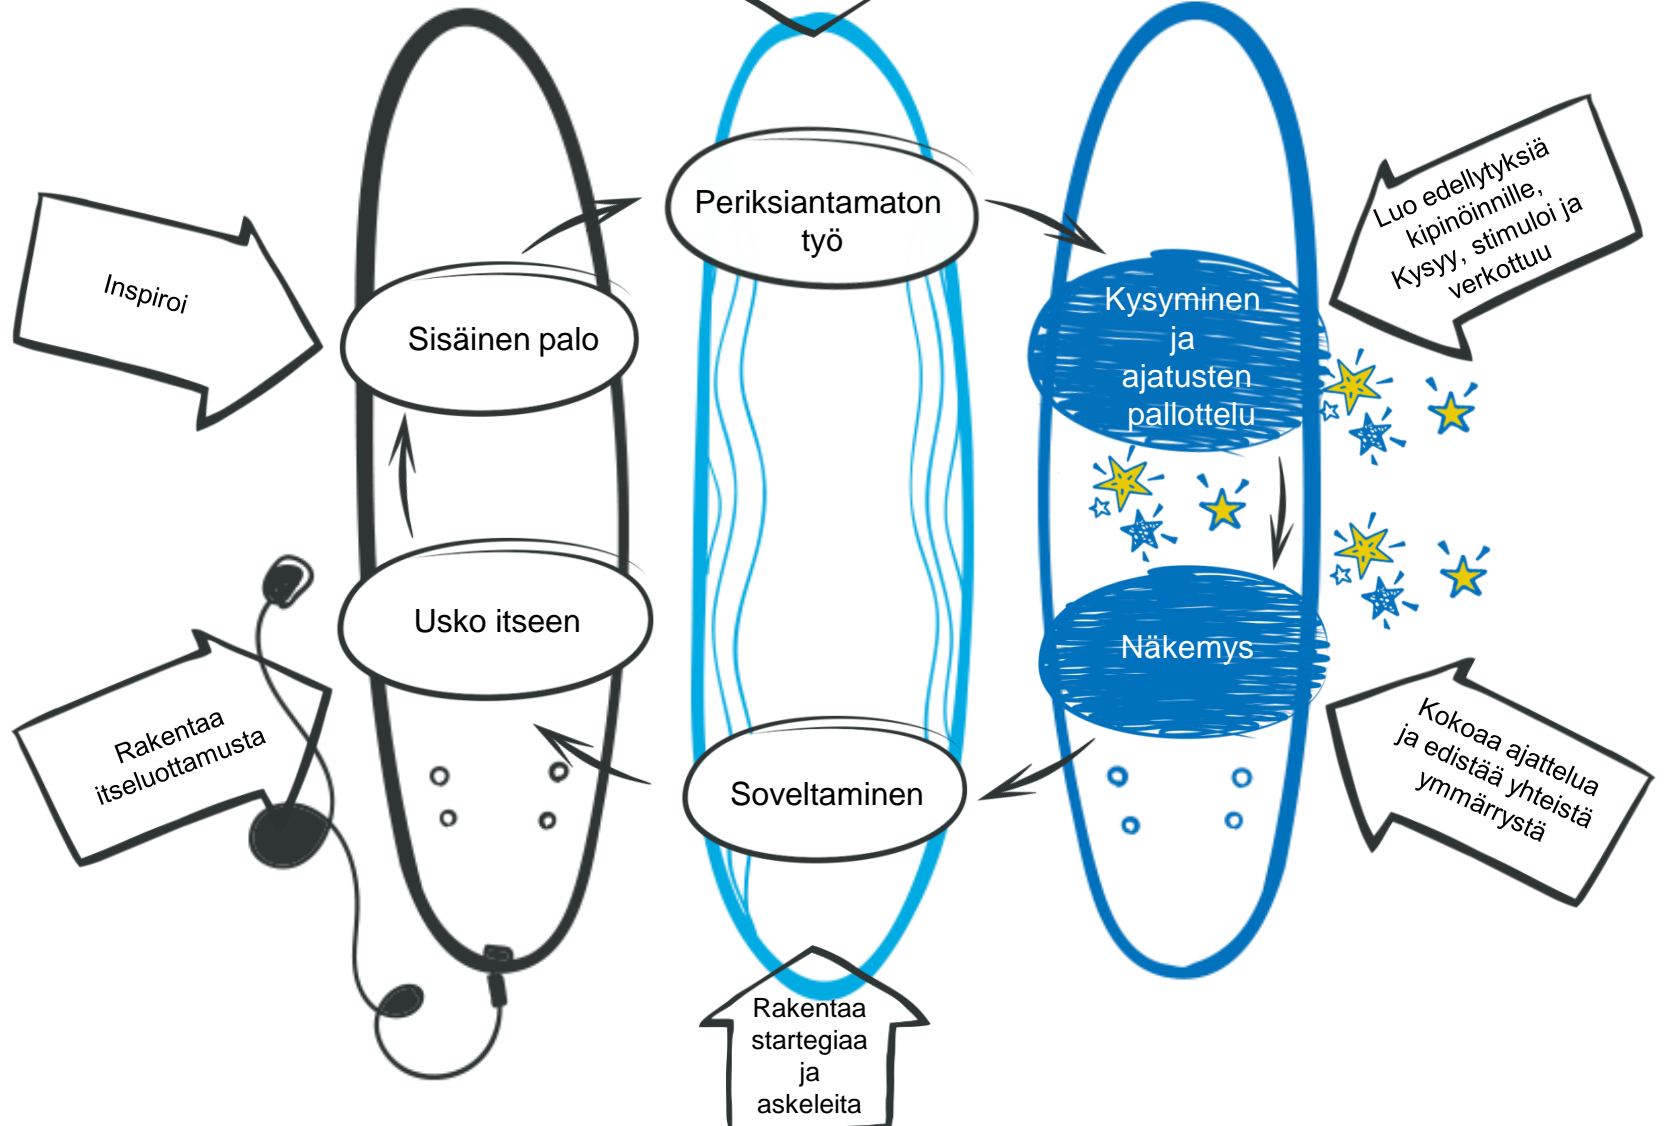 Periksiantamaton
työ
Luo edellytyksiä
kipinöinnille,
Kysyy, stimuloi ja
verkottuu
Inspiroi
Sisäinen palo
Kysyminen
ja
ajatusten
pallottelu
Usko itseen
Näkemys
Rakentaa
itseluottamusta
Soveltaminen
Kokoaa ajattelua
ja edistää yhteistä
ymmärrystä
Rakentaa
startegiaa
ja
askeleita